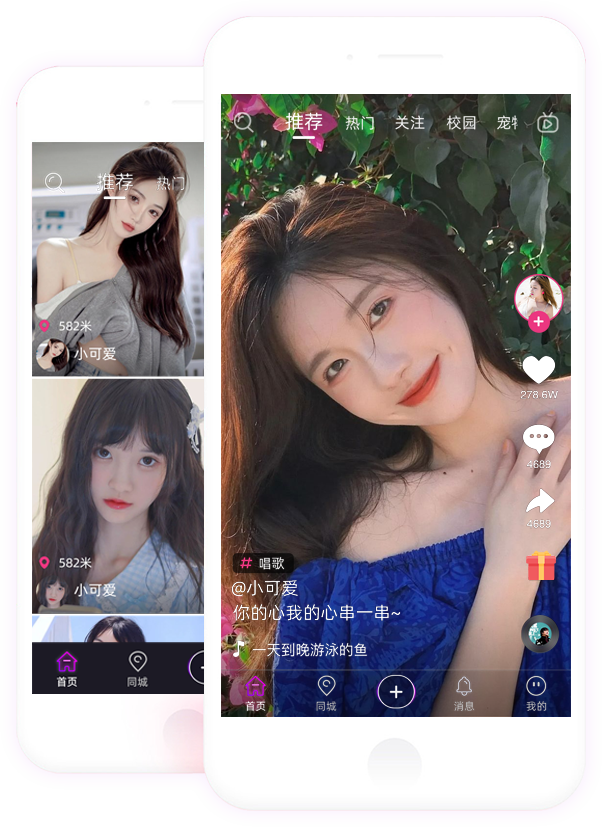 推荐 热门
582米
小可爱
582米
小可爱
首页 同城
推荐 热门 关注 校园 宠
278.6W
4689
4689
# 唱歌
@小可爱
你的心我的心串一串~
一天到晚游泳的鱼
首页 同城 消息 我的